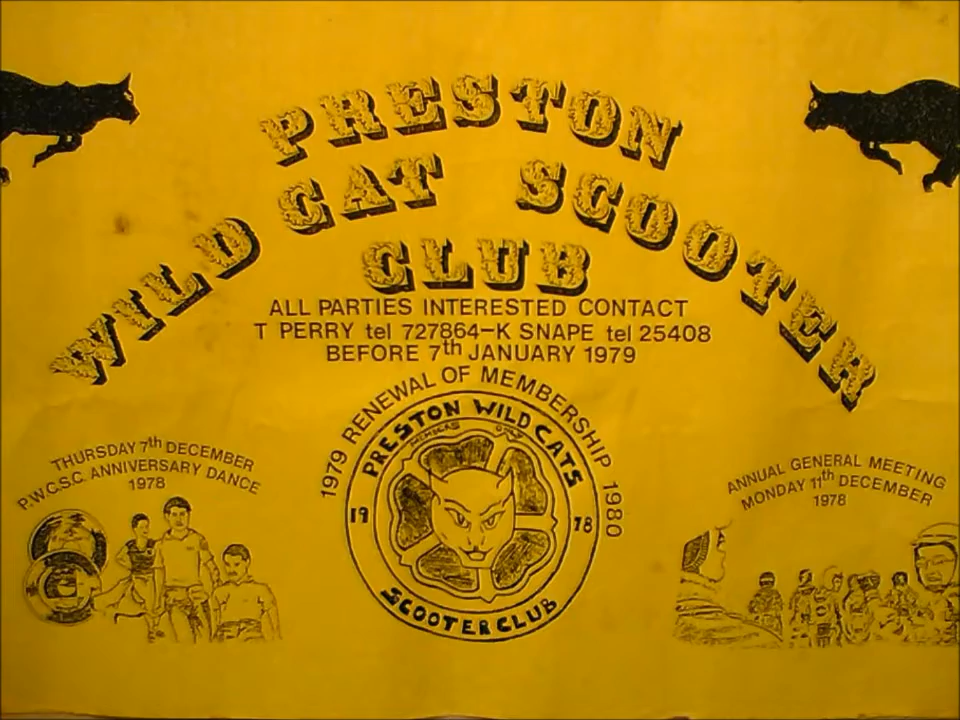 PRESTON
WILD CAT SCOOTER
CLUB
ALL PARTIES INTERESTED CONTACT
T PERRY tel 727864-K SNAPE tel 25408
BEFORE 7th JANUARY 1979
1979 RENEWAL OF MEMBERSHIP 1980
PRESTON WILD CATS
19 78
SCOOTER CLUB
THURSDAY 7th DECEMBER
P.W.C.S.C. ANNIVERSARY DANCE
1978
ANNUAL GENERAL MEETING
MONDAY 11th DECEMBER
1978